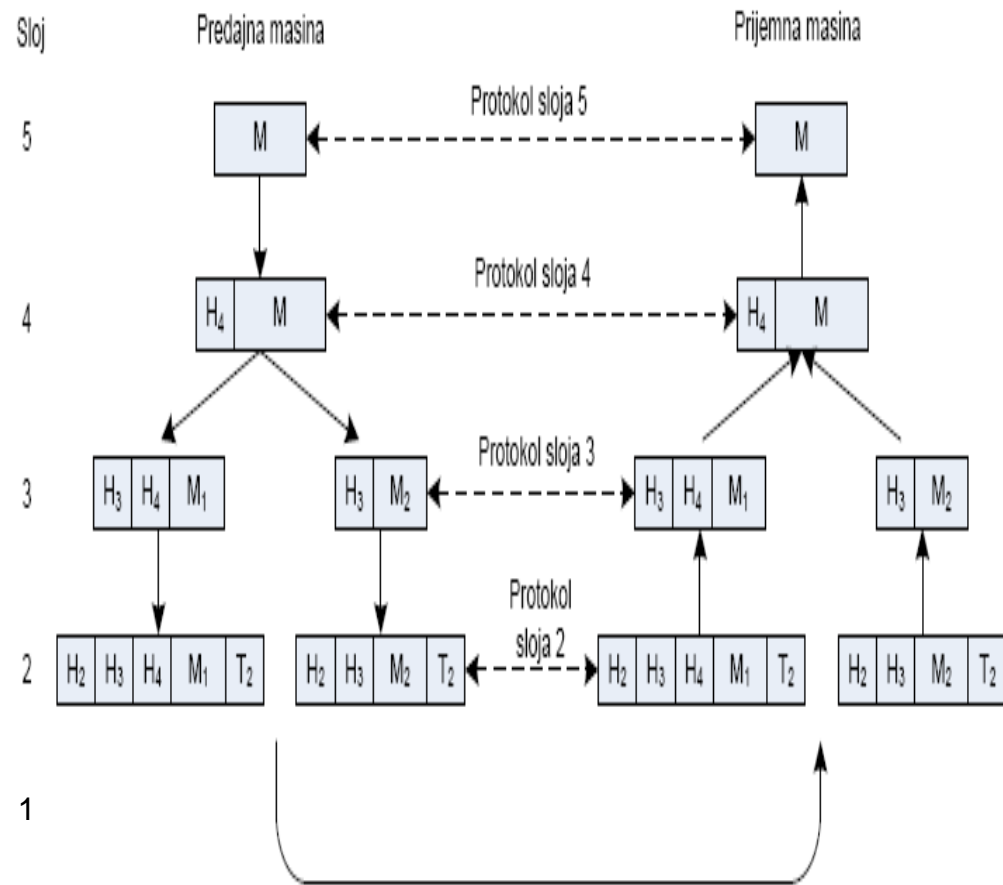 Sloj Predajna masina Prijemna masina
5 M Protokol sloja 5 M
4 H₄ M Protokol sloja 4 H₄ M
3 H₃ H₄ M₁ H₃ M₂ Protokol sloja 3 H₃ H₄ M₁ H₃ M₂
Protokol
sloja 2
2 H₂ H₃ H₄ M₁ T₂ H₂ H₃ M₂ T₂ H₂ H₃ H₄ M₁ T₂ H₂ H₃ M₂ T₂
1